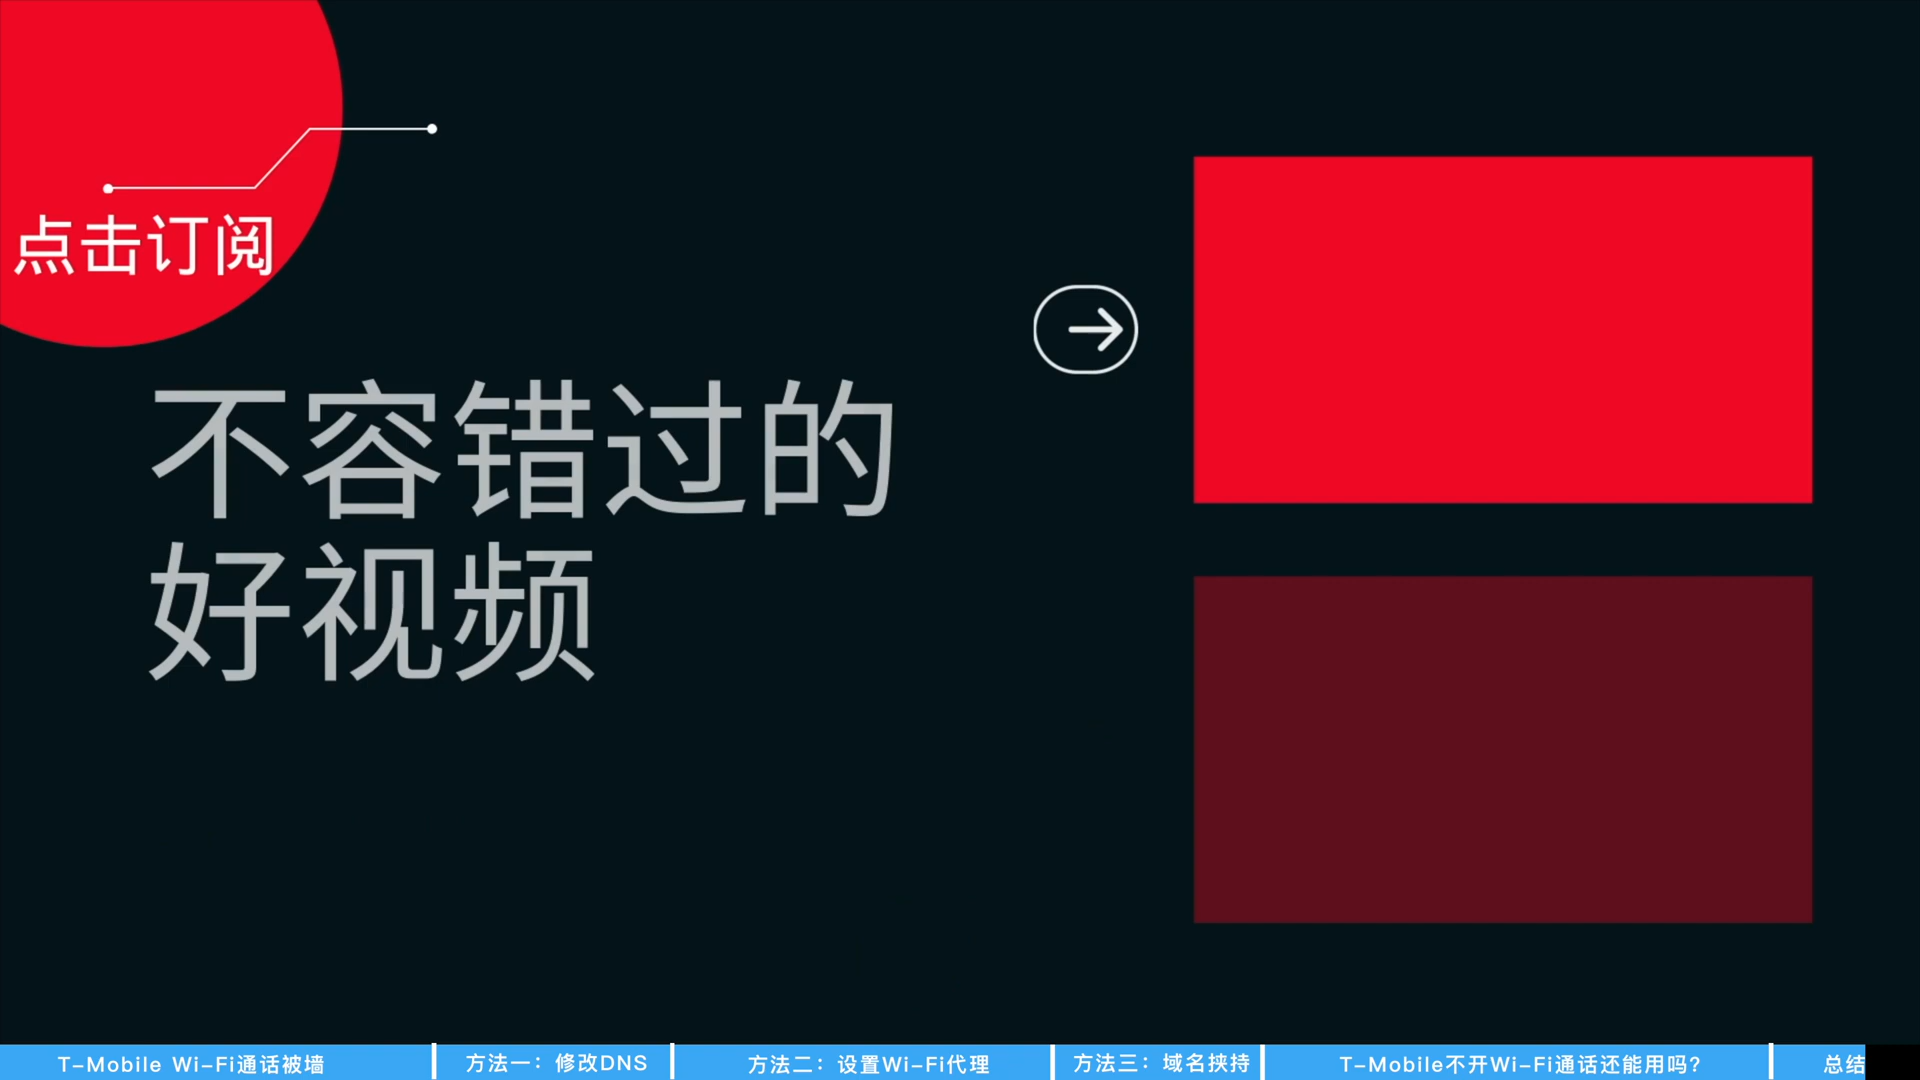 点击订阅
不容错过的
好视频
T-Mobile Wi-Fi通话被墙
方法一：修改DNS
方法二：设置Wi-Fi代理
方法三：域名挟持
T-Mobile不开Wi-Fi通话还能用吗？
总结